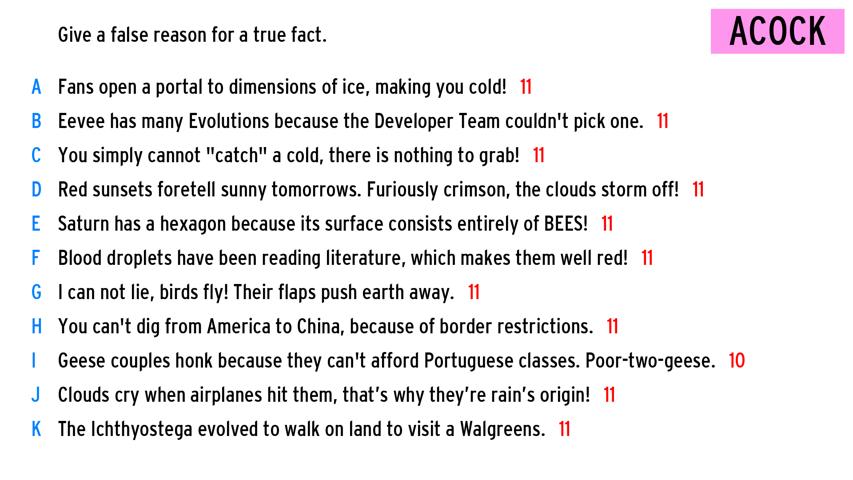 Give a false reason for a true fact.
ACOCK
A Fans open a portal to dimensions of ice, making you cold! 11
B Eevee has many Evolutions because the Developer Team couldn't pick one. 11
C You simply cannot "catch" a cold, there is nothing to grab! 11
D Red sunsets foretell sunny tomorrows. Furiously crimson, the clouds storm off! 11
E Saturn has a hexagon because its surface consists entirely of BEES! 11
F Blood droplets have been reading literature, which makes them well red! 11
G I can not lie, birds fly! Their flaps push earth away. 11
H You can't dig from America to China, because of border restrictions. 11
I Geese couples honk because they can't afford Portuguese classes. Poor-two-geese. 10
J Clouds cry when airplanes hit them, that’s why they’re rain’s origin! 11
K The Ichthyostega evolved to walk on land to visit a Walgreens. 11